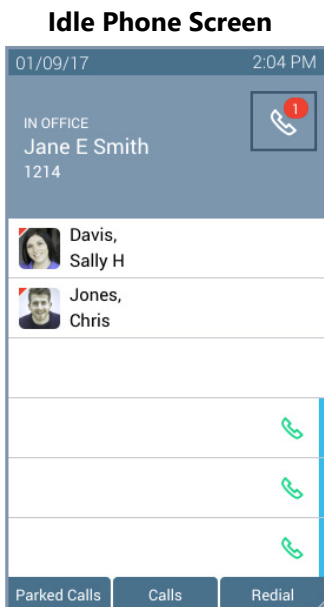 Idle Phone Screen
01/09/17 2:04 PM
1
IN OFFICE
Jane E Smith
1214
Davis,
Sally H
Jones,
Chris
Parked Calls Calls Redial